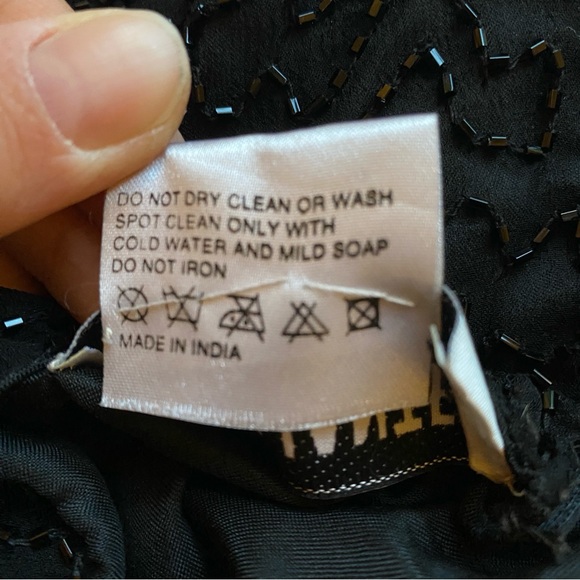 DO NOT DRY CLEAN OR WASH
SPOT CLEAN ONLY WITH
COLD WATER AND MILD SOAP
DO NOT IRON
MADE IN INDIA